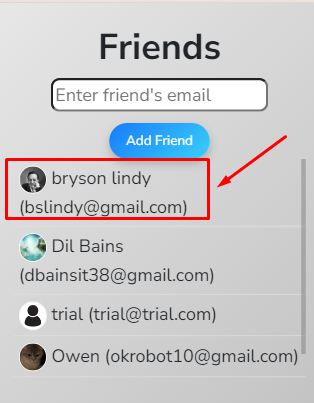 Friends
Enter friend's email
Add Friend
bryson lindy
(bslindy@gmail.com)
Dil Bains
(dbainsit38@gmail.com)
trial (trial@trial.com)
Owen (okrobot10@gmail.com)